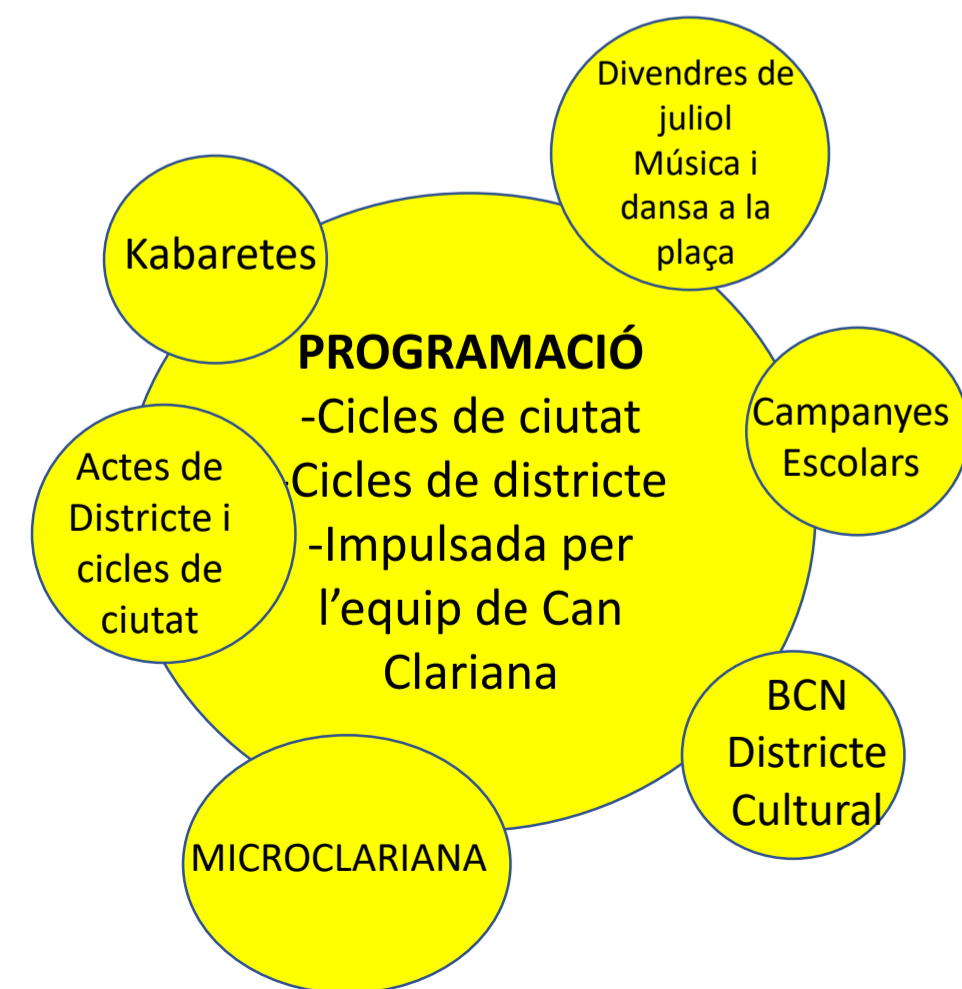 Divendres de
juliol
Música i
dansa a la
plaça
Kabaretes
PROGRAMACIÓ
-Cicles de ciutat
-Cicles de districte
-Impulsada per
l’equip de Can
Clariana
Campanyes
Escolars
Actes de
Districte i
cicles de
ciutat
BCN
Districte
Cultural
MICROCLARIANA